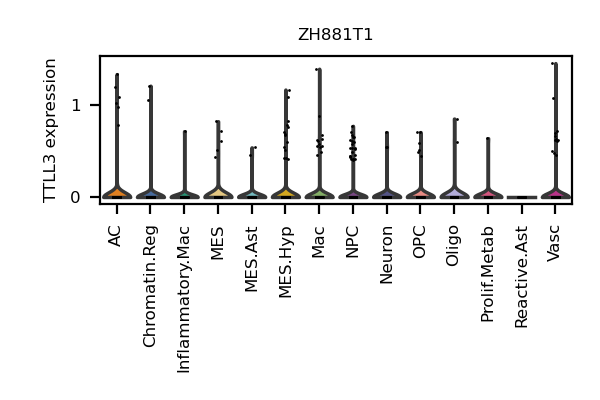 ZH881T1
TTLL3 expression
1
0
AC
Chromatin.Reg
Inflammatory.Mac
MES
MES.Ast
MES.Hyp
Mac
NPC
Neuron
OPC
Oligo
Prolif.Metab
Reactive.Ast
Vasc